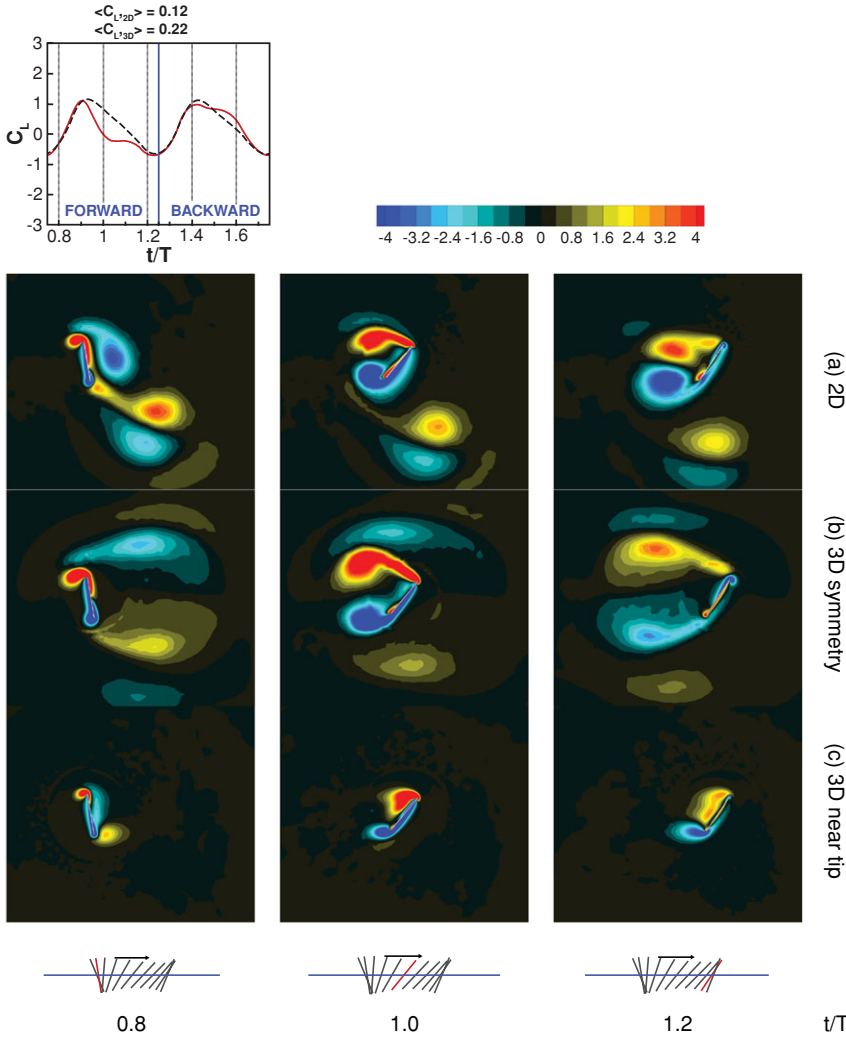 <C_L,2D> = 0.12
<C_L,3D> = 0.22
3
2
1
0
-1
-2
-3
C_L
FORWARD
BACKWARD
0.8 1 1.2 1.4 1.6
t/T
-4 -3.2 -2.4 -1.6 -0.8 0 0.8 1.6 2.4 3.2 4
(a) 2D
(b) 3D symmetry
(c) 3D near tip
0.8 1.0 1.2 t/T